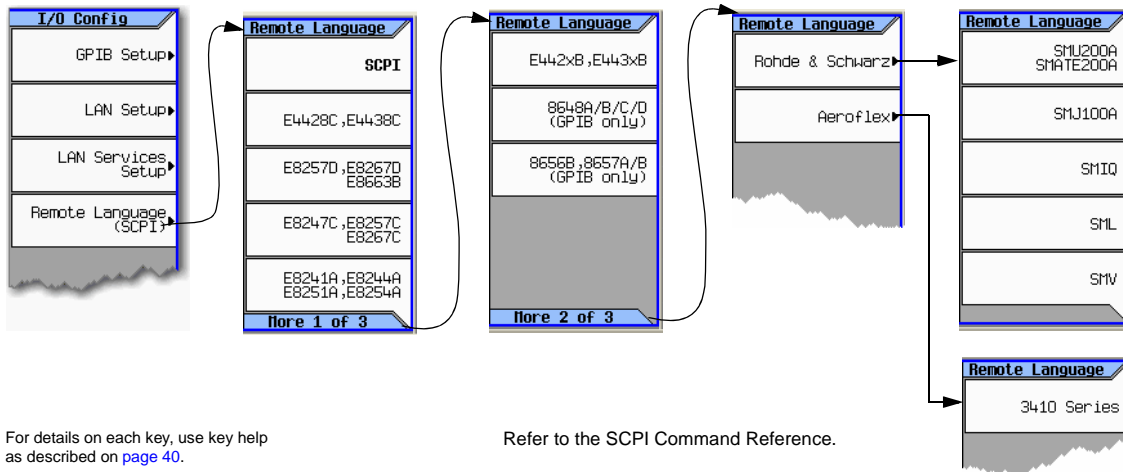 I/O Config
GPIB Setup
LAN Setup
LAN Services
Setup
Remote Language
(SCPI)
Remote Language
SCPI
E4428C,E4438C
E8257D,E8267D
E8663B
E8247C,E8257C
E8267C
E8241A,E8244A
E8251A,E8254A
More 1 of 3
Remote Language
E442xB,E443xB
8648A/B/C/D
(GPIB only)
8656B,8657A/B
(GPIB only)
More 2 of 3
Remote Language
Rohde & Schwarz
Aeroflex
Remote Language
SMU200A
SMATE200A
SMJ100A
SMIQ
SML
SMV
Remote Language
3410 Series
For details on each key, use key help
as described on page 40.
Refer to the SCPI Command Reference.